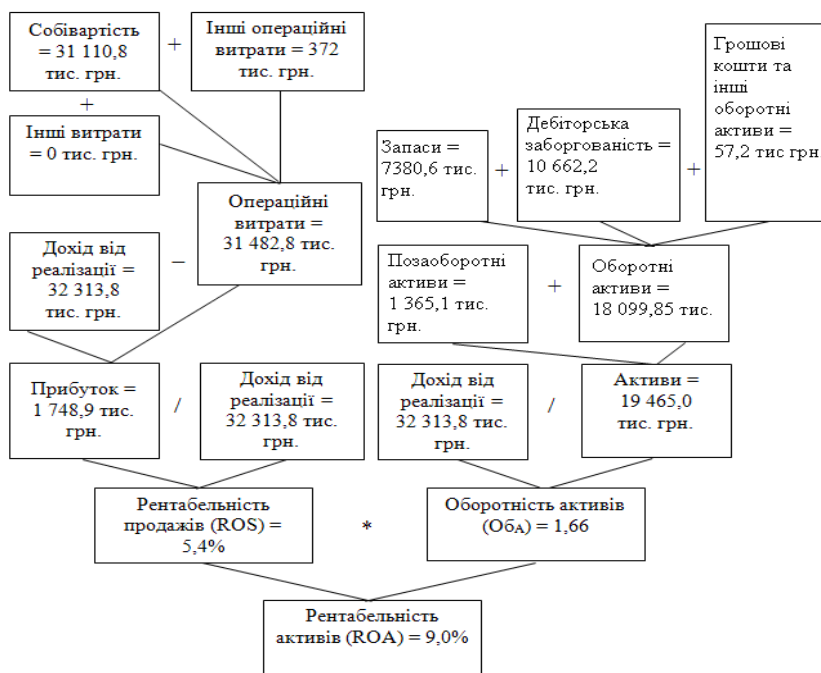 Собівартість
= 31 110,8
тис. грн.
+
Інші операційні
витрати = 372
тис. грн.
+
Інші витрати
= 0 тис. грн.
Грошові
кошти та
інші
оборотні
активи =
57,2 тис грн
Запаси =
7380,6 тис.
грн.
+
Дебіторська
заборгованість =
10 662,2
тис. грн.
+
Операційні
витрати =
31 482,8 тис.
грн.
Дохід від
реалізації =
32 313,8
тис. грн.
–
Позаоборотні
активи =
1 365,1 тис.
грн.
+
Оборотні
активи =
18 099,85 тис.
Прибуток =
1 748,9 тис.
грн.
/
Дохід від
реалізації =
32 313,8 тис.
грн.
Дохід від
реалізації =
32 313,8 тис.
грн.
/
Активи =
19 465,0
тис. грн.
Рентабельність
продажів (ROS) =
5,4%
*
Оборотність активів
(ОбА) = 1,66
Рентабельність
активів (ROA) = 9,0%